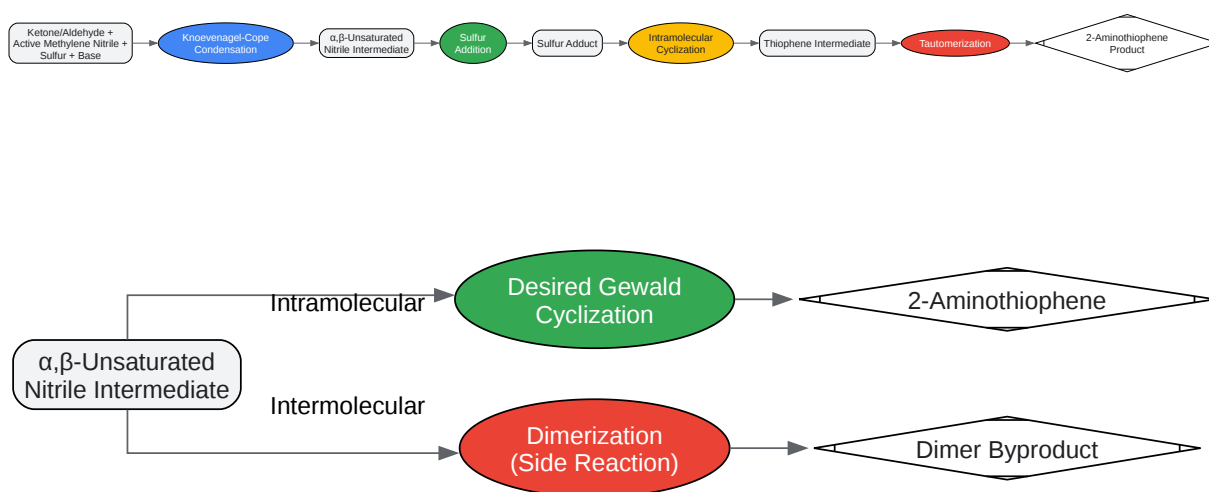 Ketone/Aldehyde +
Active Methylene Nitrile +
Sulfur + Base
Knoevenagel-Cope
Condensation
α,β-Unsaturated
Nitrile Intermediate
Sulfur
Addition
Sulfur Adduct
Intramolecular
Cyclization
Thiophene Intermediate
Tautomerization
2-Aminothiophene
Product
α,β-Unsaturated
Nitrile Intermediate
Intramolecular
Desired Gewald
Cyclization
2-Aminothiophene
Intermolecular
Dimerization
(Side Reaction)
Dimer Byproduct